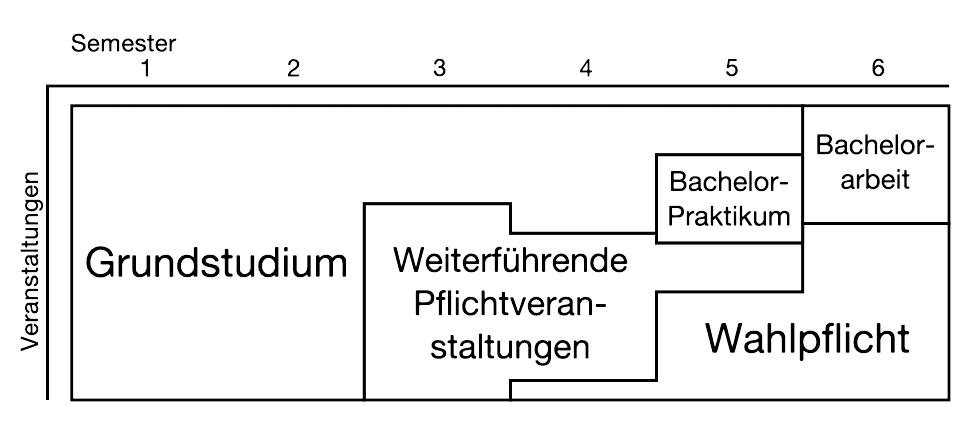 Semester
1 2 3 4 5 6
Veranstaltungen
Grundstudium
Weiterführende
Pflichtveran-
staltungen
Bachelor-
Praktikum
Bachelor-
arbeit
Wahlpflicht